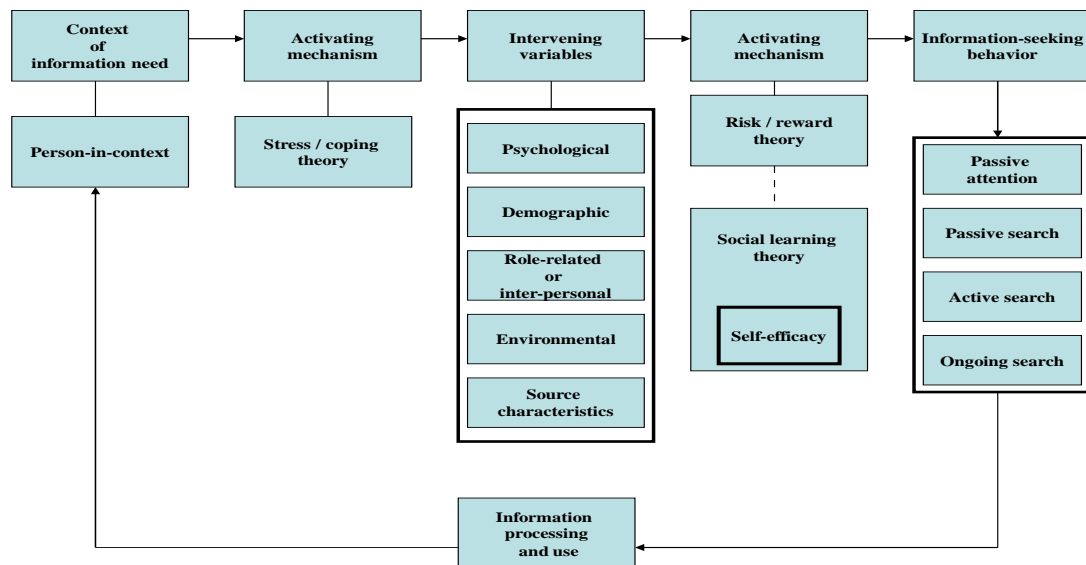 Context
of
information need
Activating
mechanism
Intervening
variables
Activating
mechanism
Information-seeking
behavior
Person-in-context
Stress / coping
theory
Psychological
Demographic
Role-related
or
inter-personal
Environmental
Source
characteristics
Risk / reward
theory
Social learning
theory
Self-efficacy
Passive
attention
Passive search
Active search
Ongoing search
Information
processing
and use